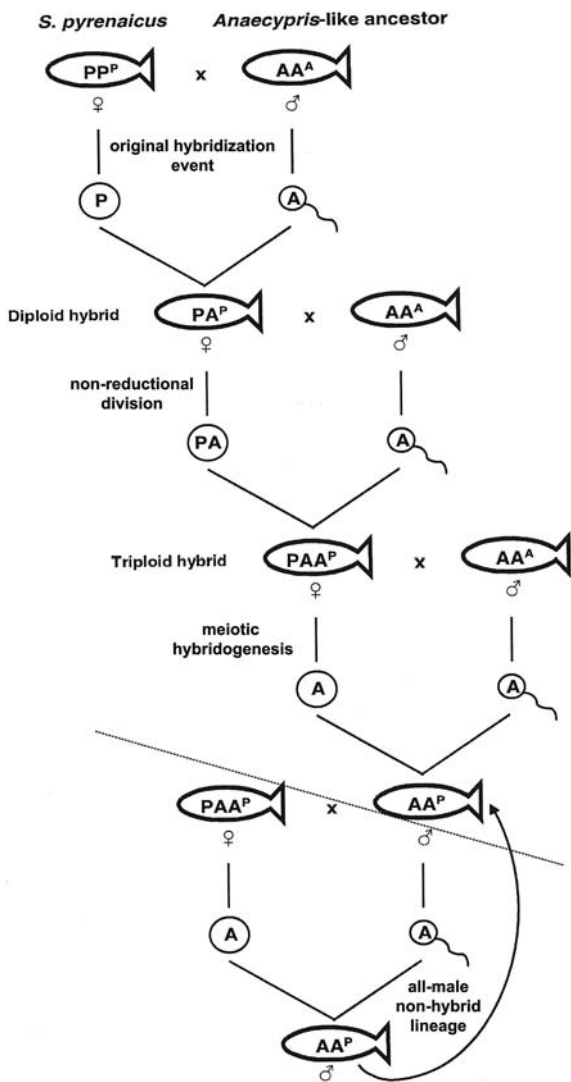 S. pyrenaicus Anaecypris-like ancestor
PPᴾ x AAᴬ
♀ ♂
original hybridization
event
P A
Diploid hybrid PAᴾ x AAᴬ
♀ ♂
non-reductional
division
PA A
Triploid hybrid PAAᴾ x AAᴬ
♀ ♂
meiotic
hybridogenesis
A A
PAAᴾ x AAᴾ
♀ ♂
A A
all-male
non-hybrid
lineage
AAᴾ
♂